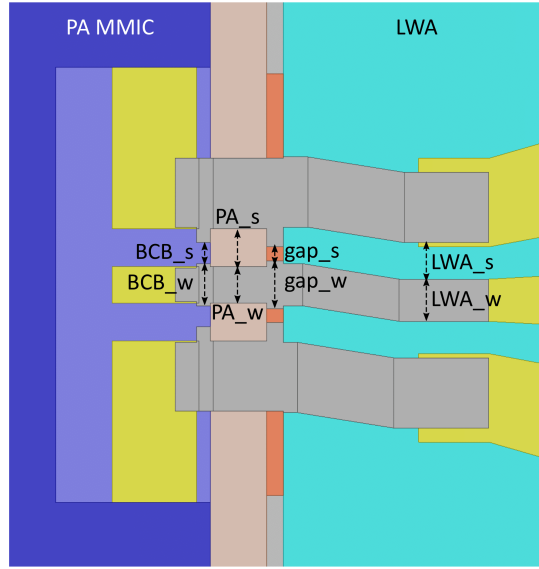 PA MMIC
LWA
PA_s
BCB_s
gap_s
LWA_s
BCB_w
gap_w
LWA_w
PA_w